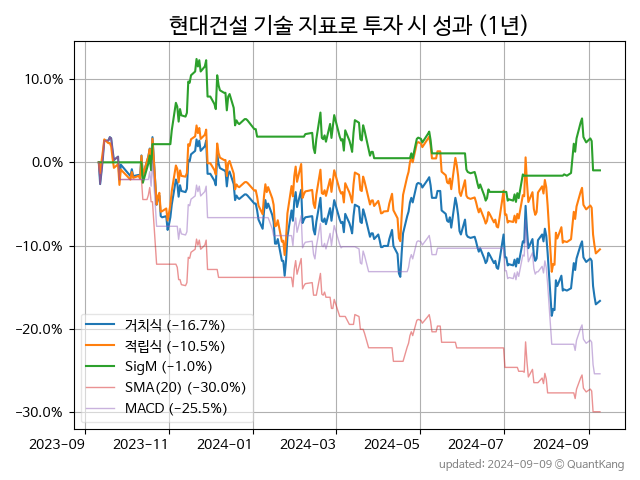 현대건설 기술 지표로 투자 시 성과 (1년)
10.0%
0.0%
−10.0%
−20.0%
−30.0%
거치식 (−16.7%)
적립식 (−10.5%)
SigM (−1.0%)
SMA(20) (−30.0%)
MACD (−25.5%)
2023-09 2023-11 2024-01 2024-03 2024-05 2024-07 2024-09
updated: 2024-09-09 © QuantKang